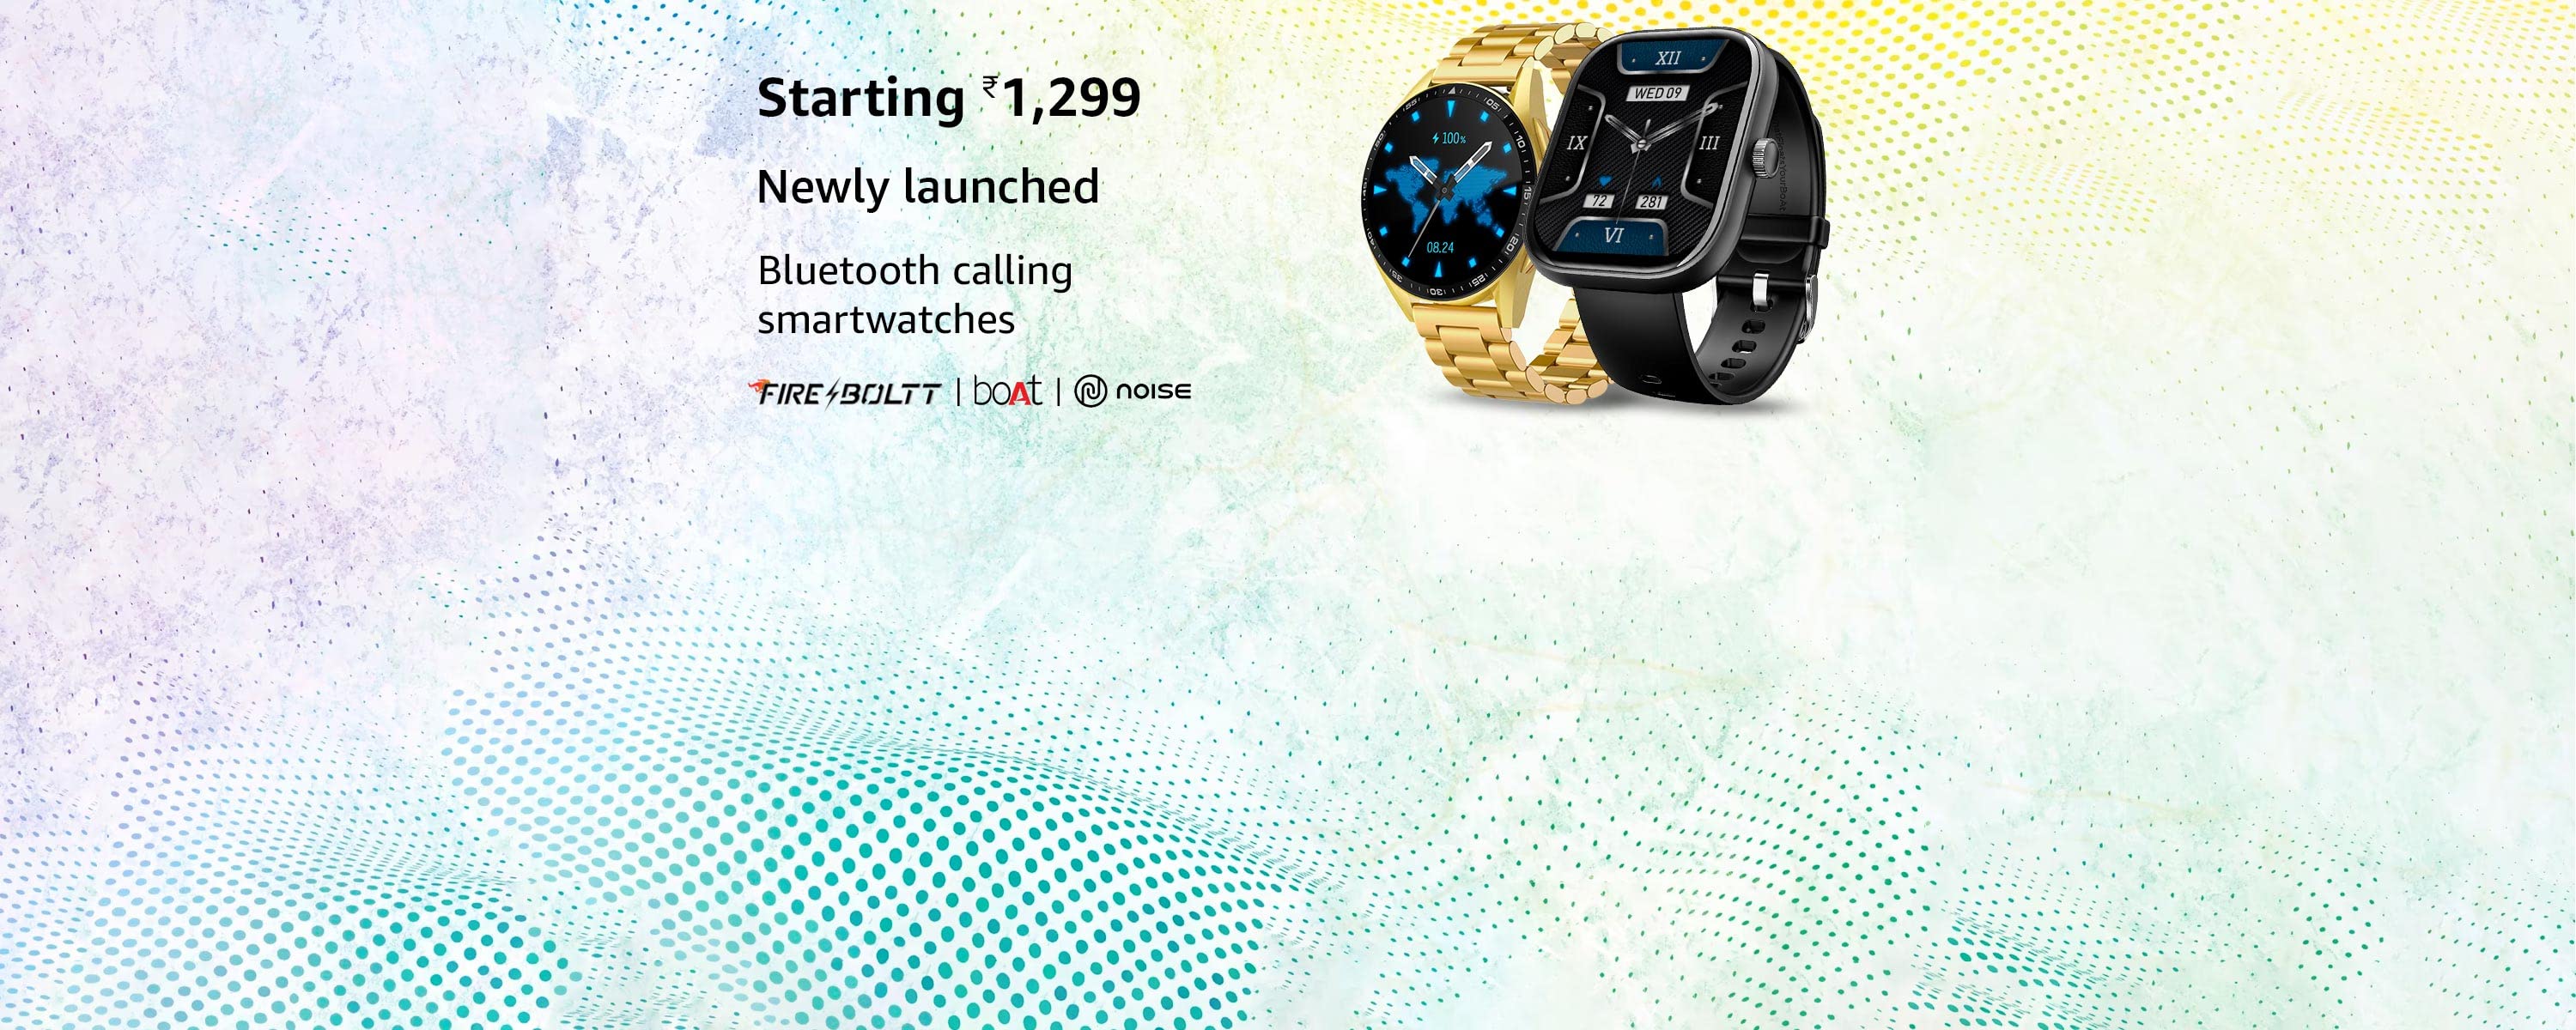 Starting ₹1,299
Newly launched
Bluetooth calling
smartwatches
FIRE BOLTT | boAt | NOISE
100%
08.24
XII
WED 09
IX
III
72 281
VI